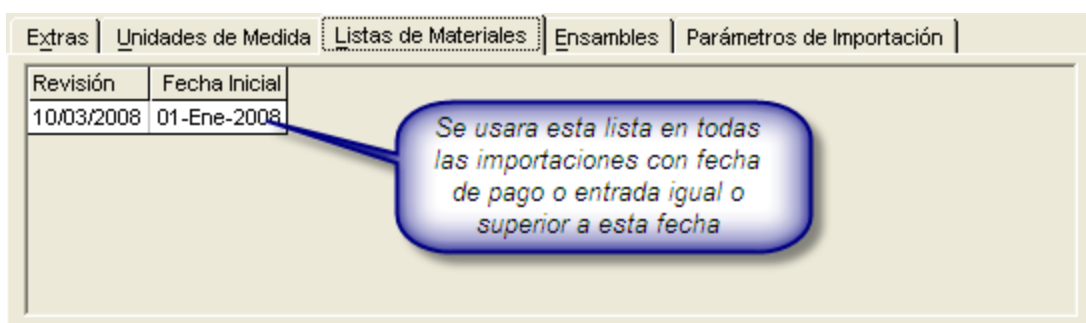 Extras Unidades de Medida Listas de Materiales Ensambles Parámetros de Importación
Revisión Fecha Inicial
10/03/2008 01-Ene-2008
Se usara esta lista en todas
las importaciones con fecha
de pago o entrada igual o
superior a esta fecha